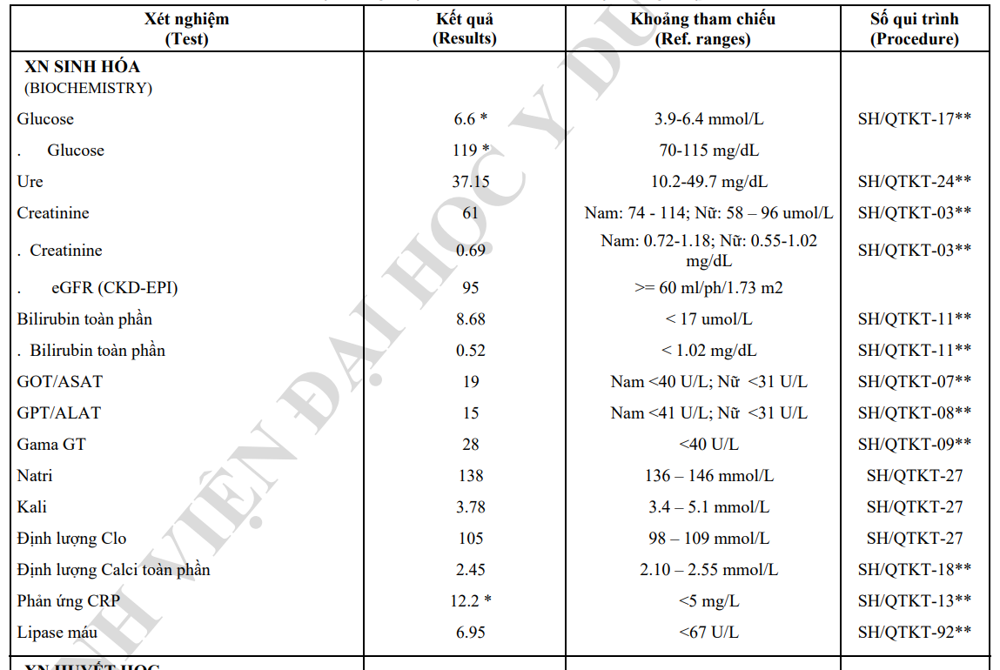 Xét nghiệm Kết quả Khoảng tham chiếu Số qui trình
(Test) (Results) (Ref. ranges) (Procedure)
XN SINH HÓA
(BIOCHEMISTRY)
Glucose 6.6 * 3.9-6.4 mmol/L SH/QTKT-17**
. Glucose 119 * 70-115 mg/dL
Ure 37.15 10.2-49.7 mg/dL SH/QTKT-24**
Creatinine 61 Nam: 74 - 114; Nữ: 58 – 96 umol/L SH/QTKT-03**
. Creatinine 0.69 Nam: 0.72-1.18; Nữ: 0.55-1.02 mg/dL SH/QTKT-03**
. eGFR (CKD-EPI) 95 >= 60 ml/ph/1.73 m2
Bilirubin toàn phần 8.68 < 17 umol/L SH/QTKT-11**
. Bilirubin toàn phần 0.52 < 1.02 mg/dL SH/QTKT-11**
GOT/ASAT 19 Nam <40 U/L; Nữ <31 U/L SH/QTKT-07**
GPT/ALAT 15 Nam <41 U/L; Nữ <31 U/L SH/QTKT-08**
Gama GT 28 <40 U/L SH/QTKT-09**
Natri 138 136 – 146 mmol/L SH/QTKT-27
Kali 3.78 3.4 – 5.1 mmol/L SH/QTKT-27
Định lượng Clo 105 98 – 109 mmol/L SH/QTKT-27
Định lượng Calci toàn phần 2.45 2.10 – 2.55 mmol/L SH/QTKT-18**
Phản ứng CRP 12.2 * <5 mg/L SH/QTKT-13**
Lipase máu 6.95 <67 U/L SH/QTKT-92**
XN HUYẾT HỌC
VIỆN ĐẠI HỌC Y